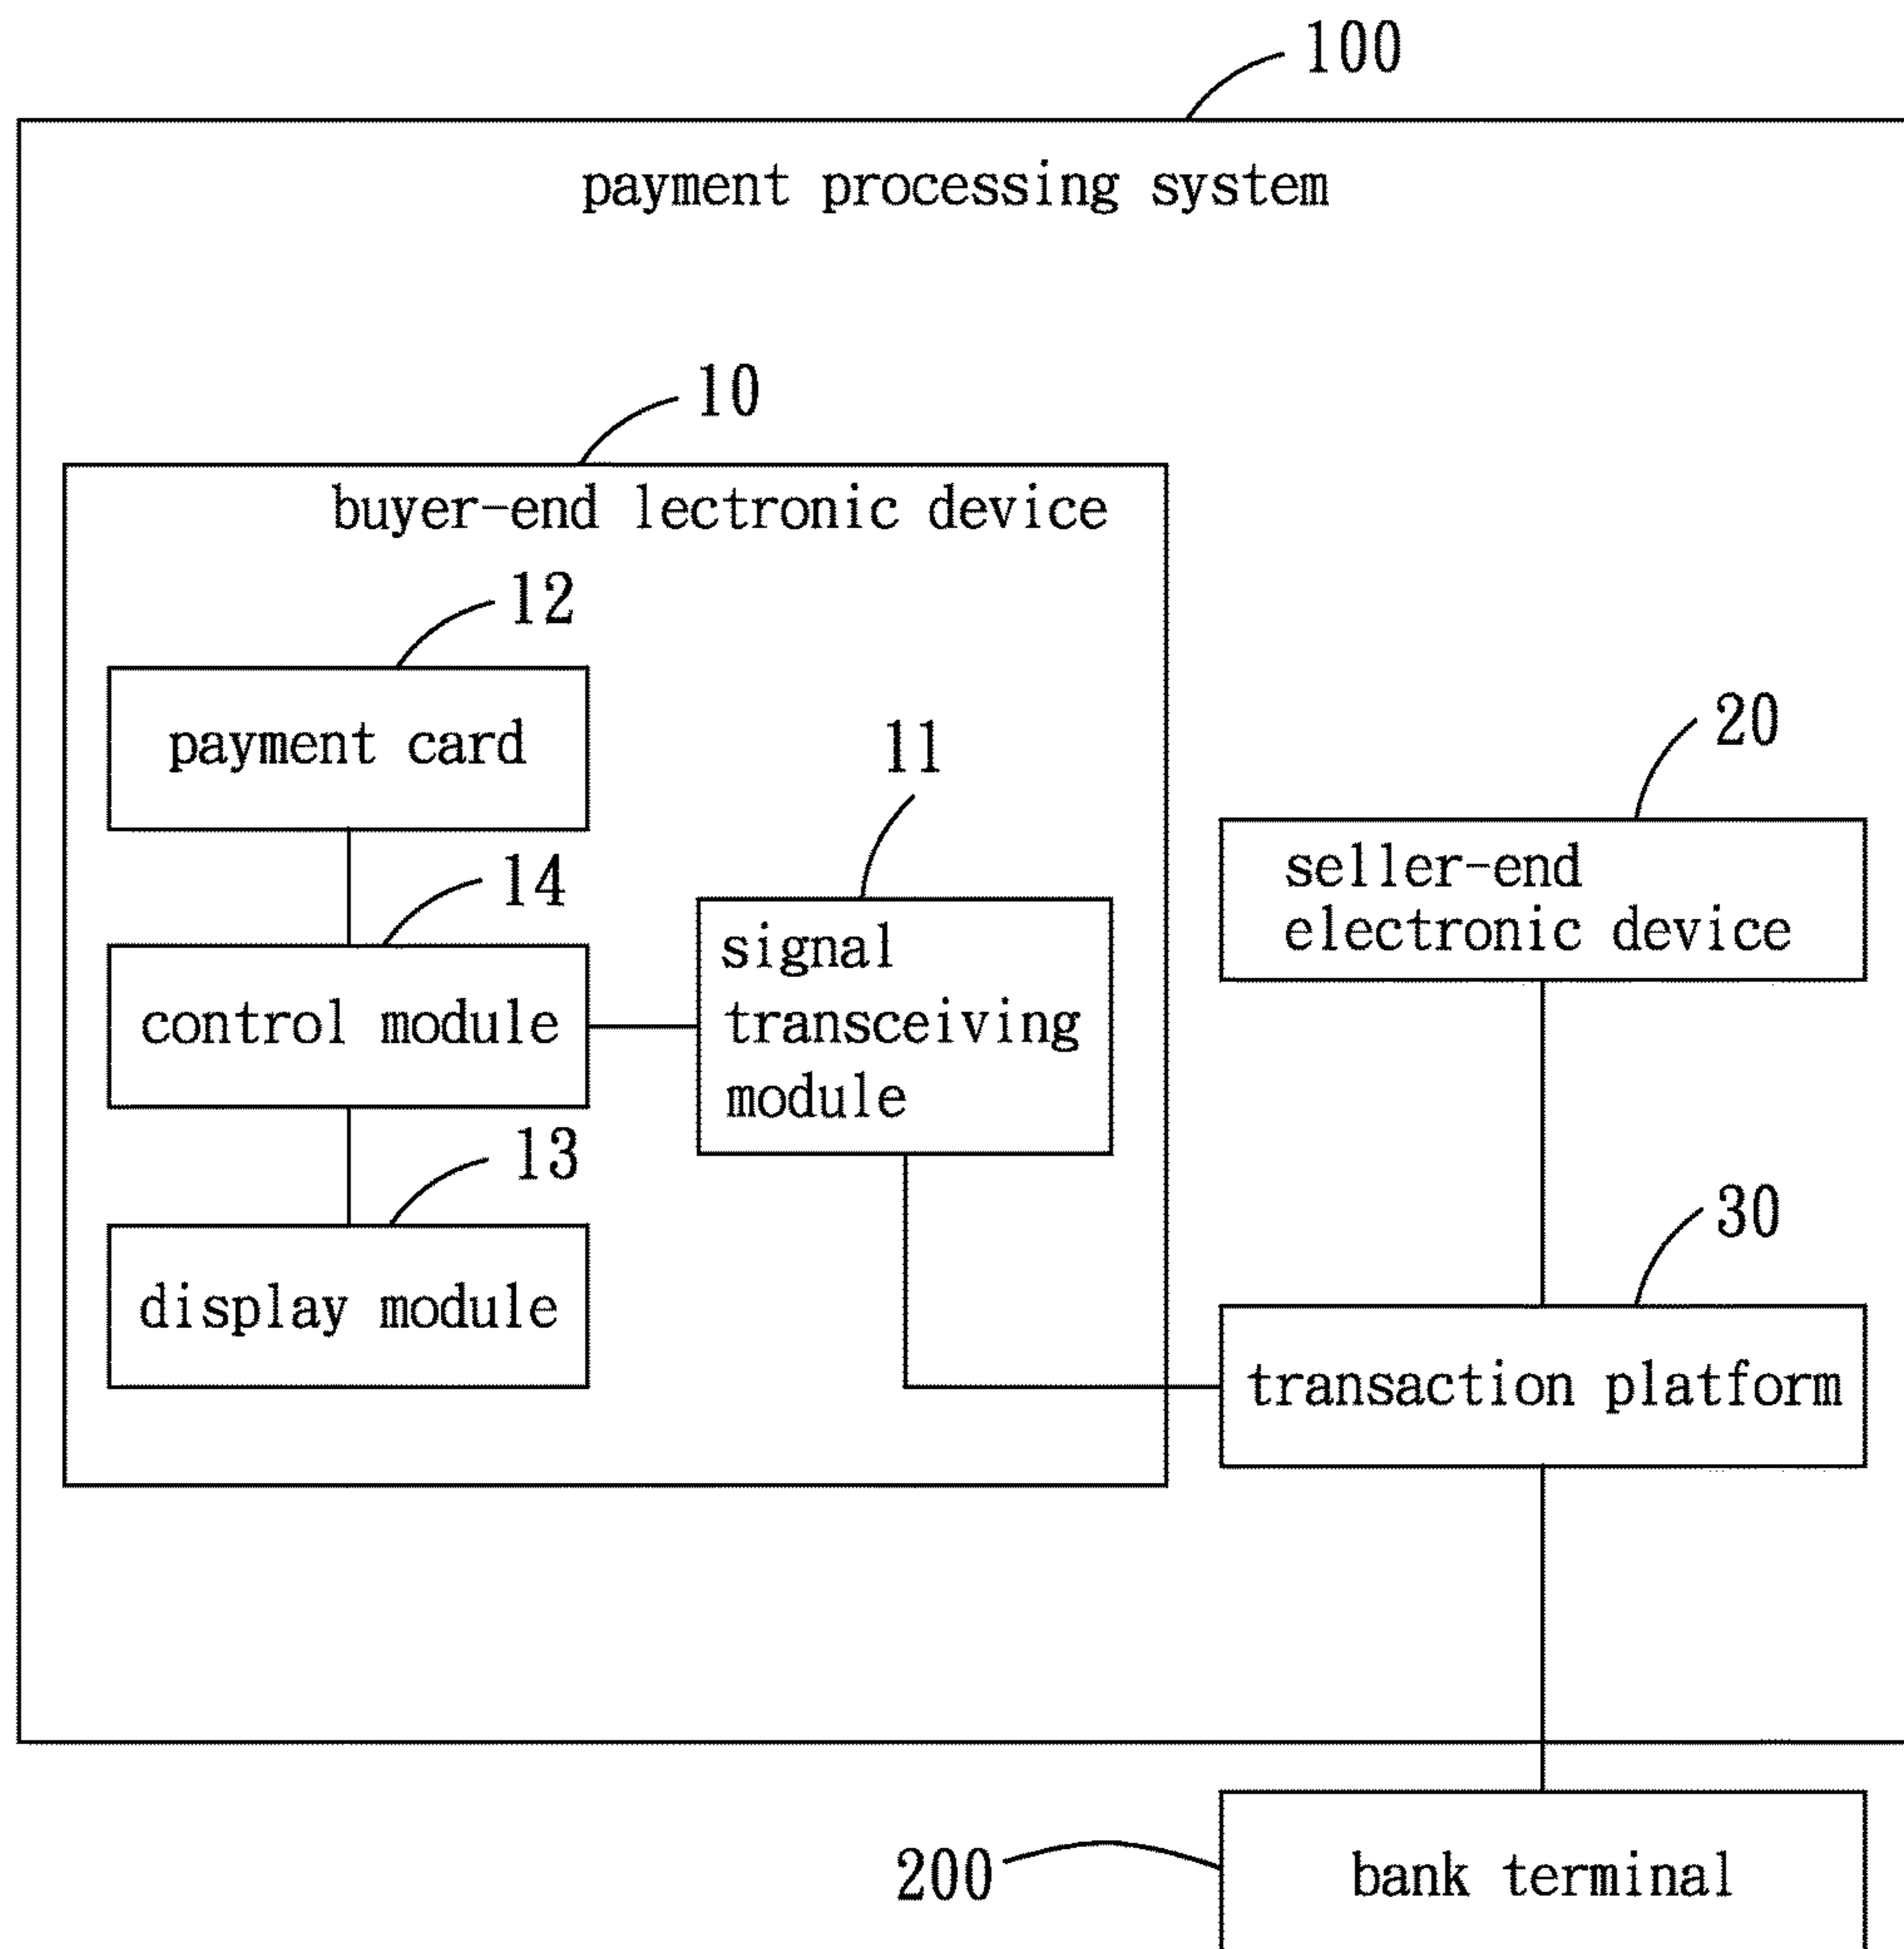 100
payment processing system
10
buyer-end lectronic device
12
payment card
11
20
seller-end
electronic device
14
control module
signal
transceiving
module
13
display module
30
transaction platform
200
bank terminal